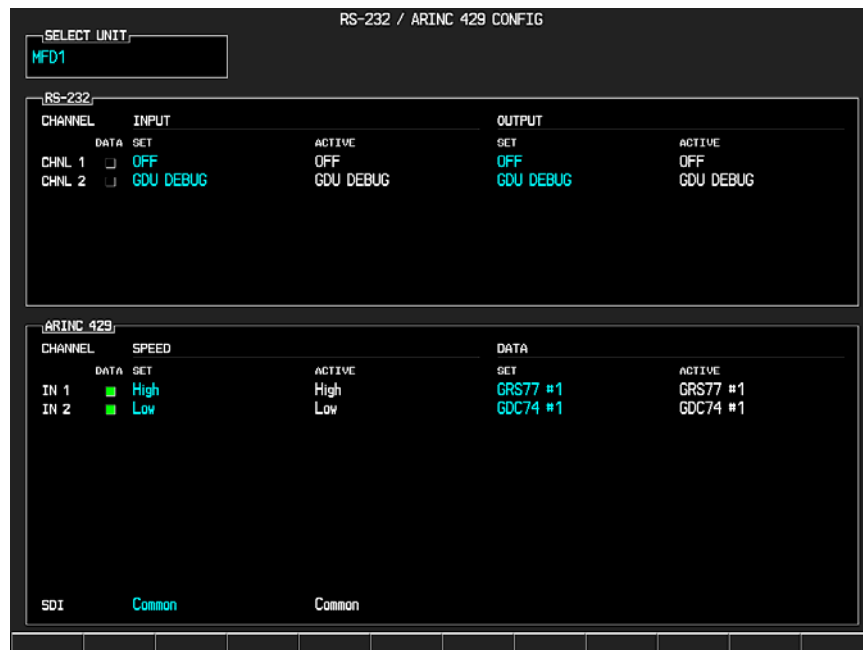 RS-232 / ARINC 429 CONFIG
SELECT UNIT
MFD1
RS-232
CHANNEL INPUT OUTPUT
DATA SET ACTIVE SET ACTIVE
CHNL 1 OFF OFF OFF OFF
CHNL 2 GDU DEBUG GDU DEBUG GDU DEBUG GDU DEBUG
ARINC 429
CHANNEL SPEED DATA
DATA SET ACTIVE SET ACTIVE
IN 1 High High GRS77 #1 GRS77 #1
IN 2 Low Low GDC74 #1 GDC74 #1
SDI Common Common